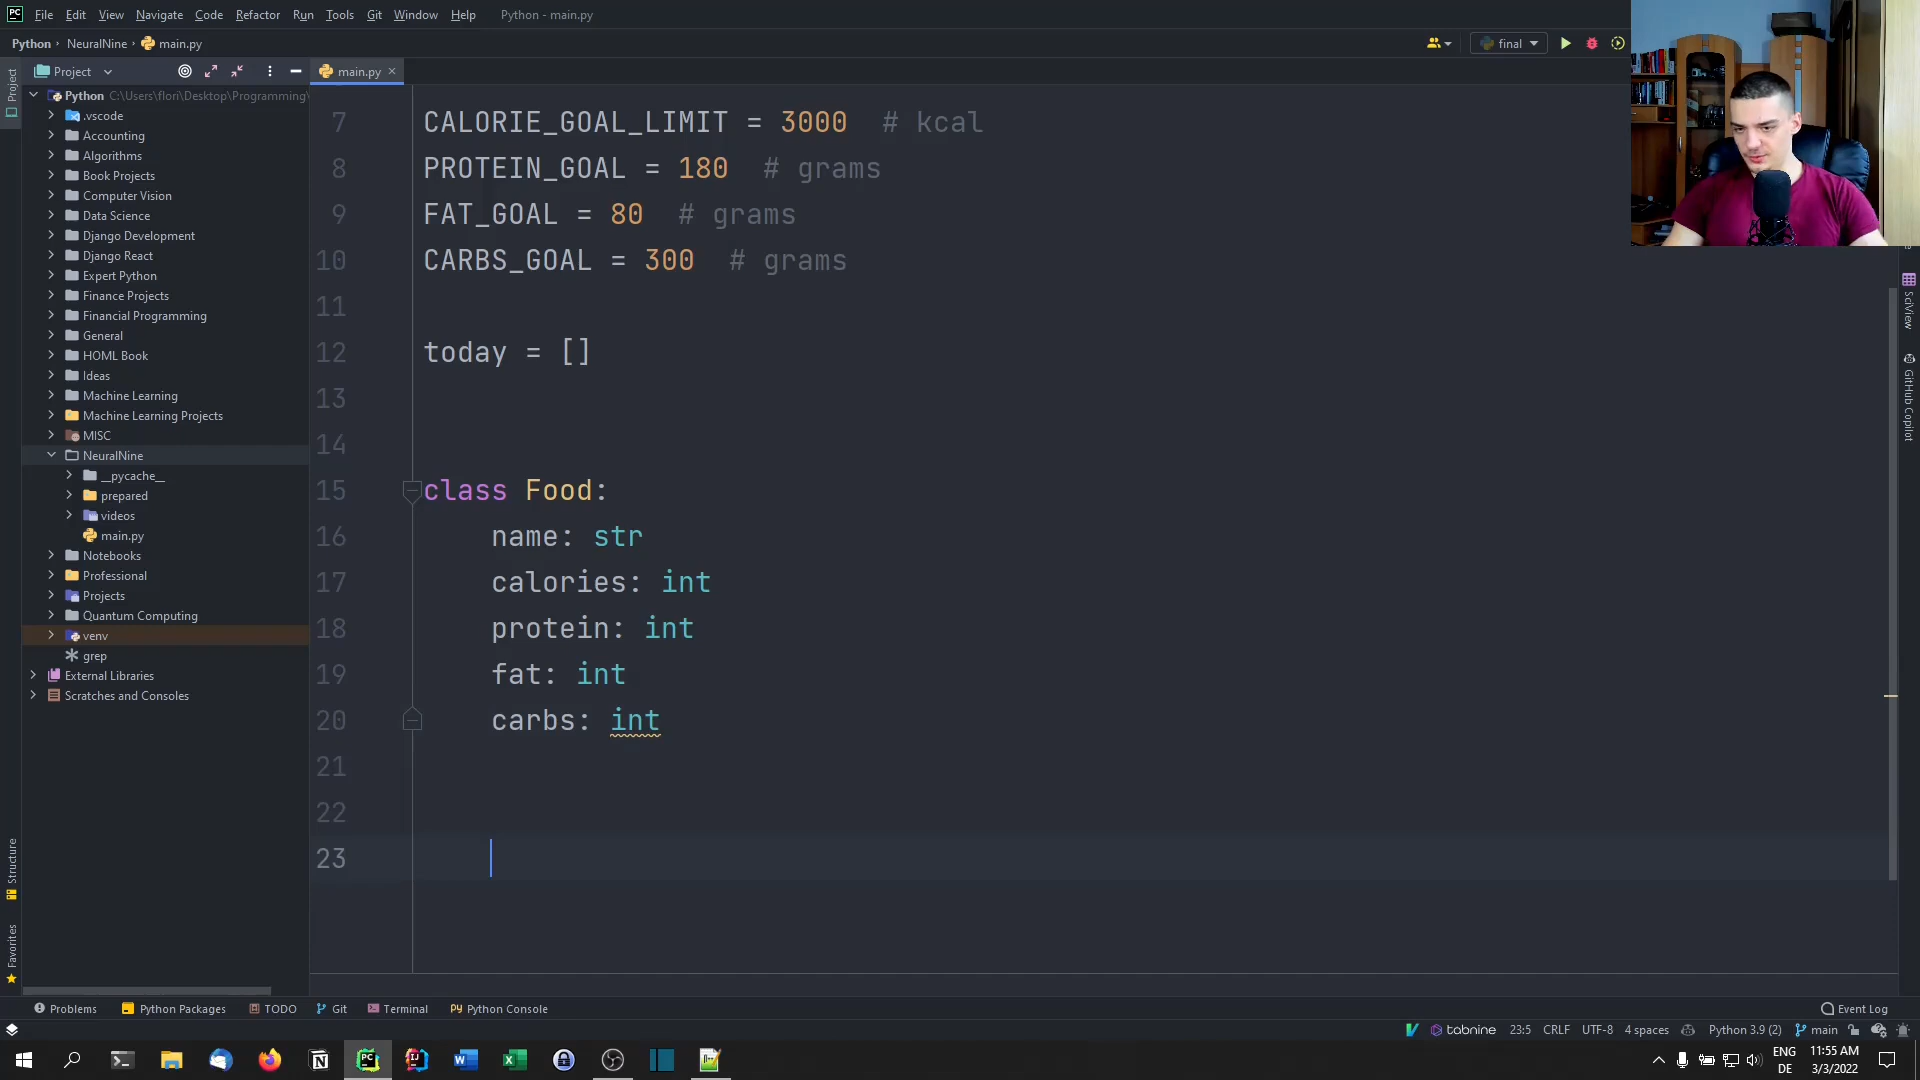 File Edit View Navigate Code Refactor Run Tools Git Window Help Python - main.py
Python NeuralNine main.py final
Project main.py
Project
Python C:\Users\flori\Desktop\Programming\
.vscode
Accounting
Algorithms
Book Projects
Computer Vision
Data Science
Django Development
Django React
Expert Python
Finance Projects
Financial Programming
General
HOML Book
Ideas
Machine Learning
Machine Learning Projects
MISC
NeuralNine
__pycache__
prepared
videos
main.py
Notebooks
Professional
Projects
Quantum Computing
venv
grep
External Libraries
Scratches and Consoles
7 CALORIE_GOAL_LIMIT = 3000 # kcal
8 PROTEIN_GOAL = 180 # grams
9 FAT_GOAL = 80 # grams
10 CARBS_GOAL = 300 # grams
11
12 today = []
13
14
15 class Food:
16 name: str
17 calories: int
18 protein: int
19 fat: int
20 carbs: int
21
22
23
SciView
GitHub Copilot
Structure
Favorites
Problems Python Packages TODO Git Terminal Python Console Event Log
tabnine 23:5 CRLF UTF-8 4 spaces Python 3.9 (2) main
ENG 11:55 AM
DE 3/3/2022